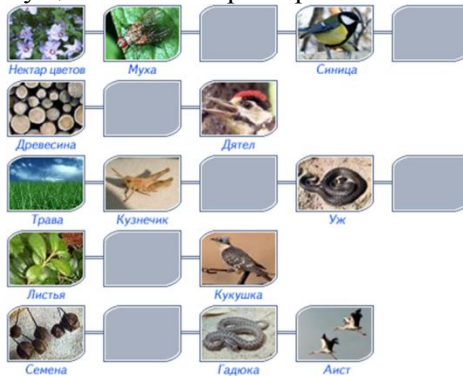 Нектар цветов Муха Синица
Древесина Дятел
Трава Кузнечик Уж
Листья Кукушка
Семена Гадюка Аист